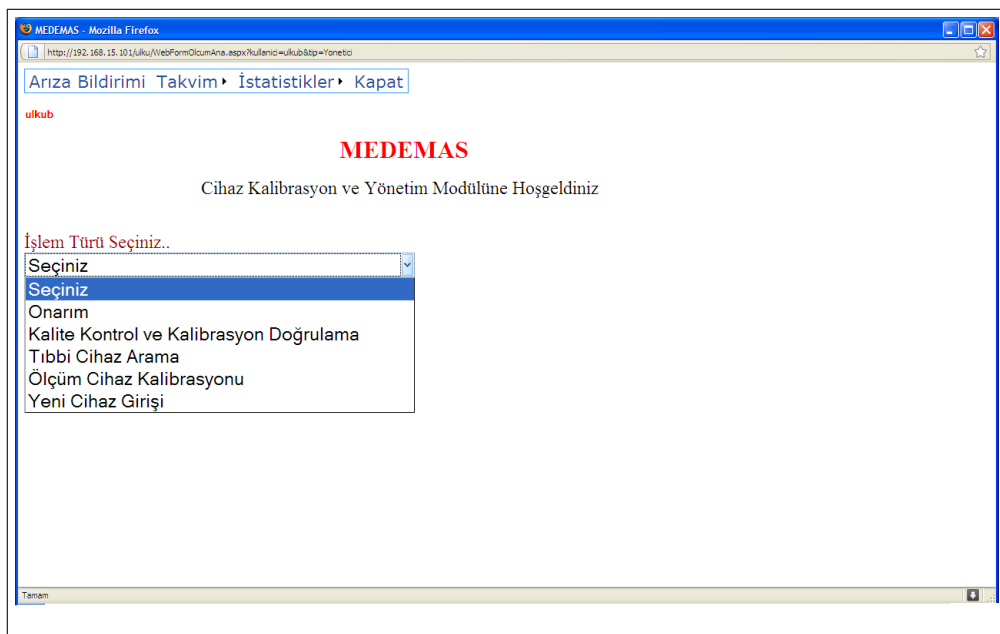 MEDEMAS - Mozilla Firefox
http://192.168.15.101/ulku/WebFormOlcumAna.aspx?kullanici=ulkub&tip=Yonetici
Arıza Bildirimi Takvim İstatistikler Kapat
ulkub
MEDEMAS
Cihaz Kalibrasyon ve Yönetim Modülüne Hoşgeldiniz
İşlem Türü Seçiniz..
Seçiniz
Seçiniz
Onarım
Kalite Kontrol ve Kalibrasyon Doğrulama
Tıbbi Cihaz Arama
Ölçüm Cihaz Kalibrasyonu
Yeni Cihaz Girişi
Tamam